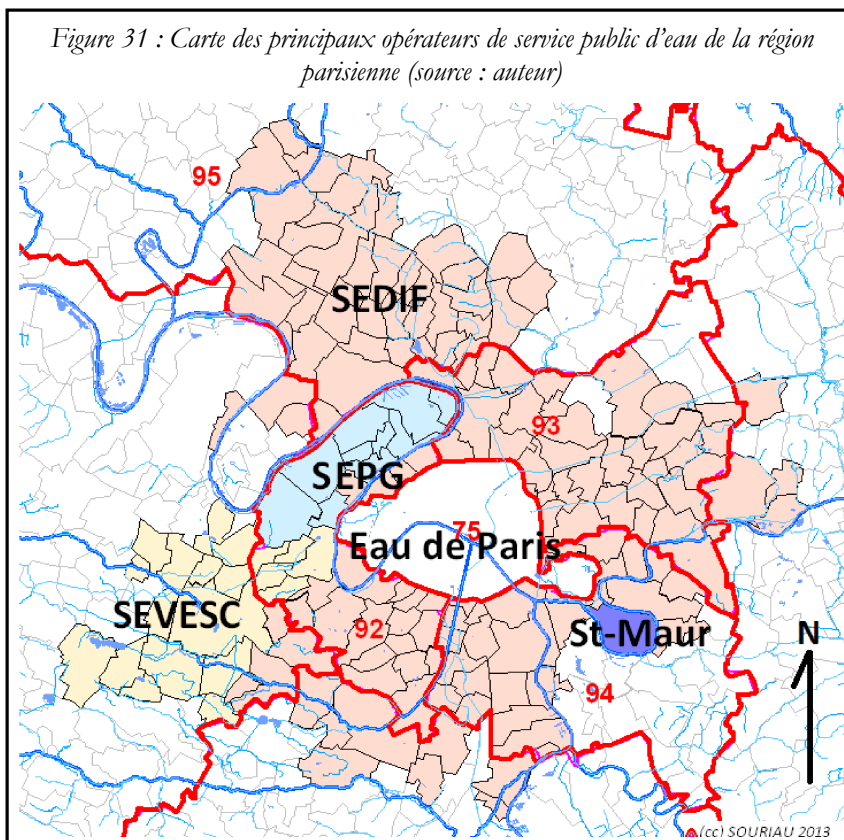 Figure 31 : Carte des principaux opérateurs de service public d'eau de la région
parisienne (source : auteur)
95
SEDIF
93
SEPG
75
Eau de Paris
SEVESC
92
St-Maur
N
94
(cc) SOURIAU 2013